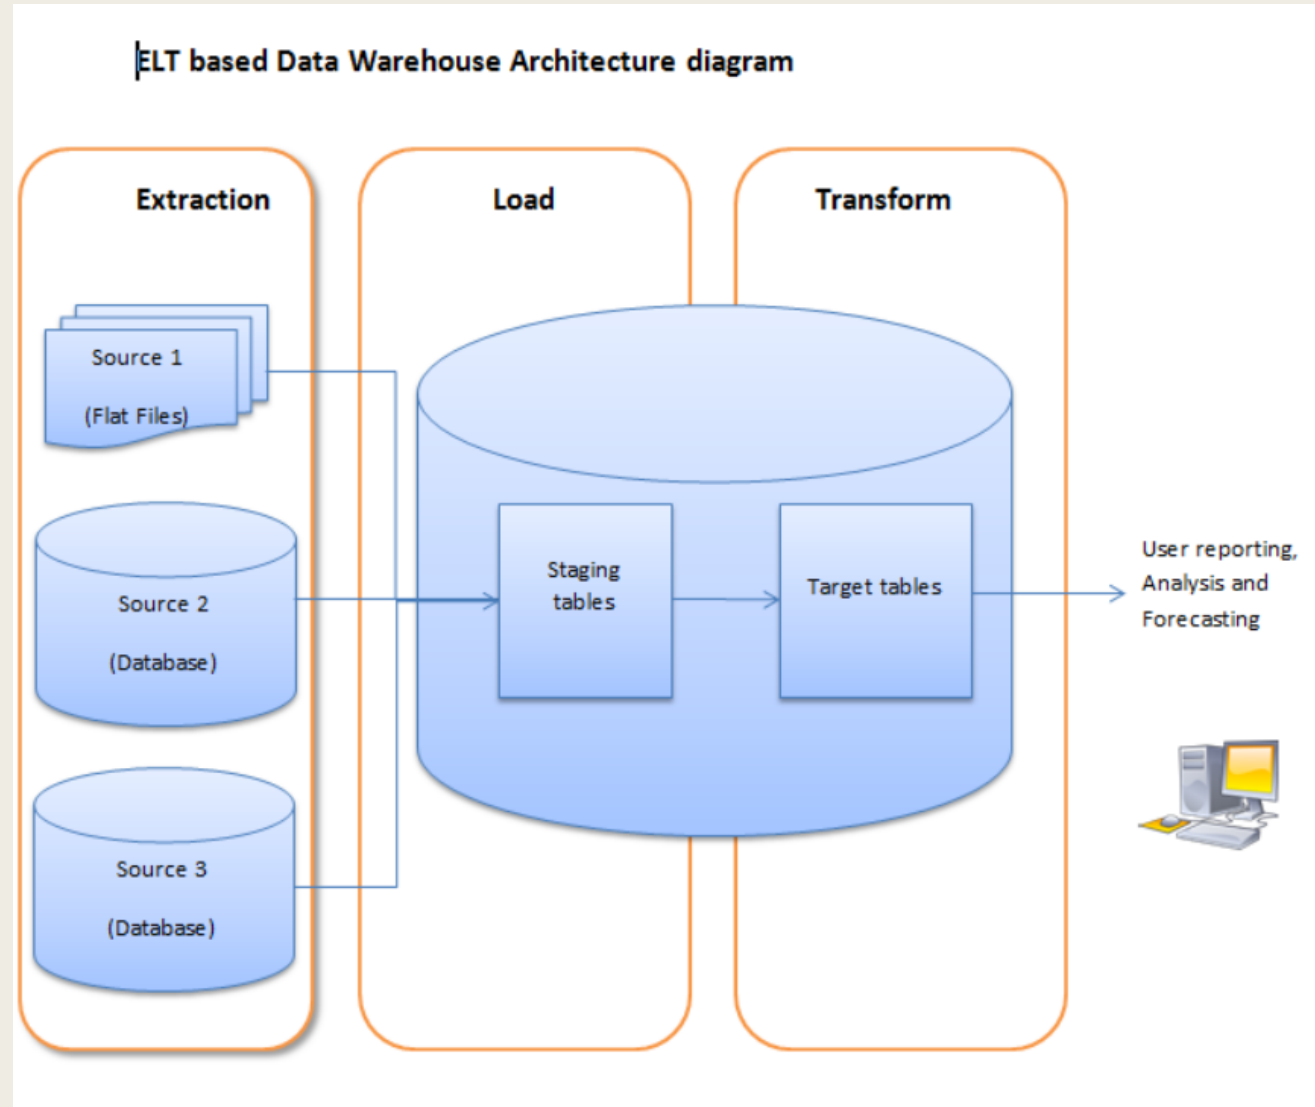 ELT based Data Warehouse Architecture diagram
Extraction
Load
Transform
Source 1
(Flat Files)
Source 2
(Database)
Source 3
(Database)
Staging
tables
Target tables
User reporting,
Analysis and
Forecasting